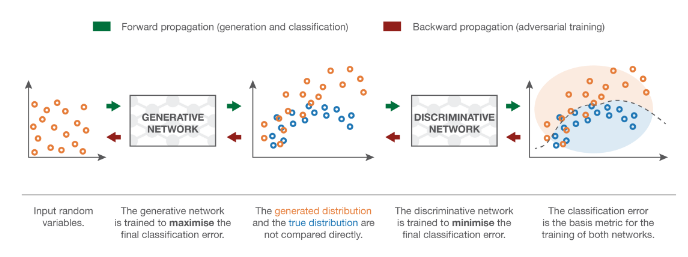 Forward propagation (generation and classification)
Backward propagation (adversarial training)
GENERATIVE
NETWORK
DISCRIMINATIVE
NETWORK
Input random
variables.
The generative network
is trained to maximise the
final classification error.
The generated distribution
and the true distribution are
not compared directly.
The discriminative network
is trained to minimise the
final classification error.
The classification error
is the basis metric for the
training of both networks.